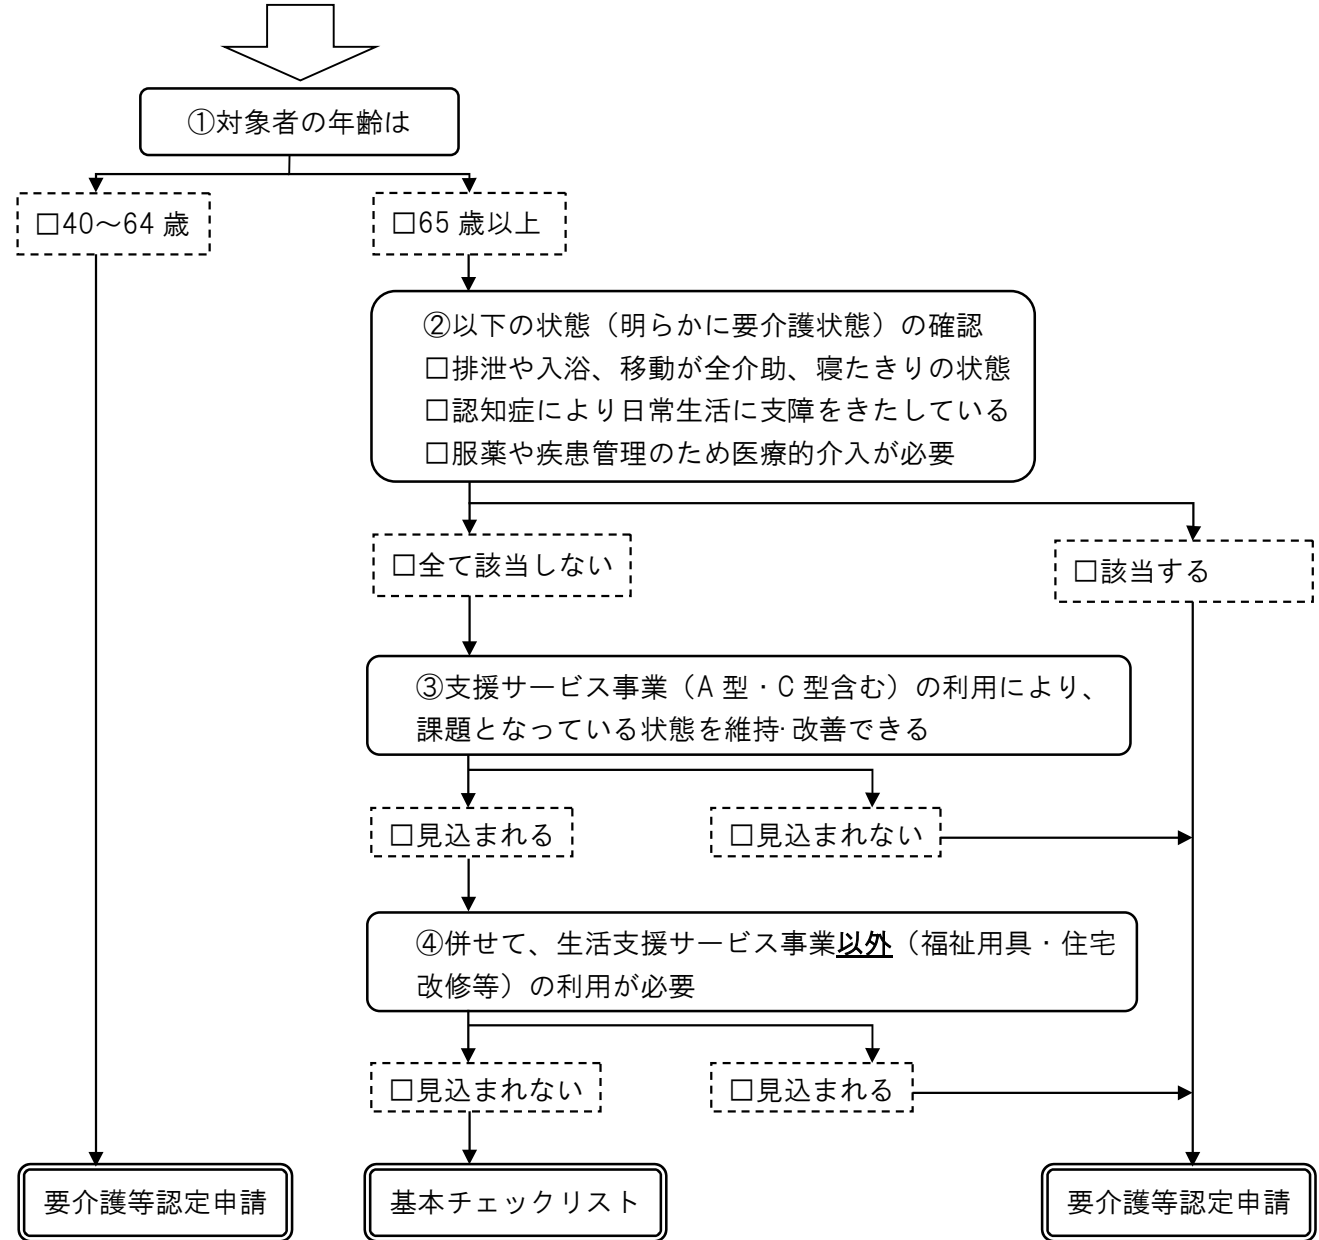 ①対象者の年齢は
□40～64 歳
□65 歳以上
②以下の状態（明らかに要介護状態）の確認
□排泄や入浴、移動が全介助、寝たきりの状態
□認知症により日常生活に支障をきたしている
□服薬や疾患管理のため医療的介入が必要
□全て該当しない
□該当する
③支援サービス事業（A 型・C 型含む）の利用により、
課題となっている状態を維持・改善できる
□見込まれる
□見込まれない
④併せて、生活支援サービス事業以外（福祉用具・住宅
改修等）の利用が必要
□見込まれない
□見込まれる
要介護等認定申請
基本チェックリスト
要介護等認定申請